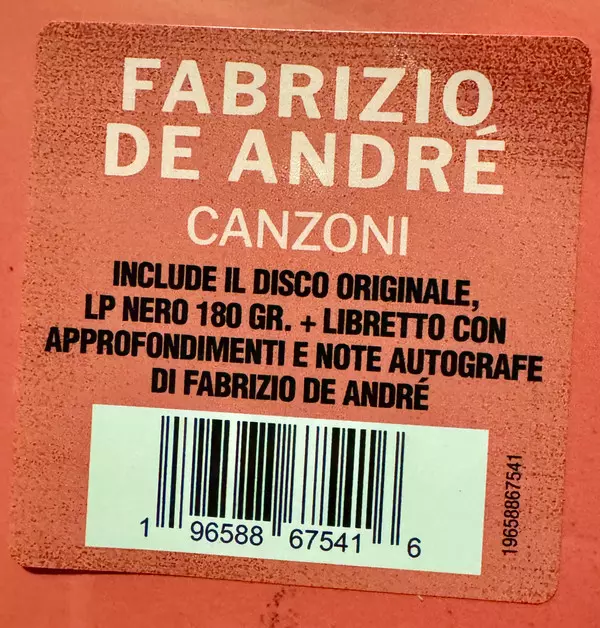 FABRIZIO
DE ANDRÉ
CANZONI
INCLUDE IL DISCO ORIGINALE,
LP NERO 180 GR. + LIBRETTO CON
APPROFONDIMENTI E NOTE AUTOGRAFE
DI FABRIZIO DE ANDRÉ
1 96588 67541 6
19658867541